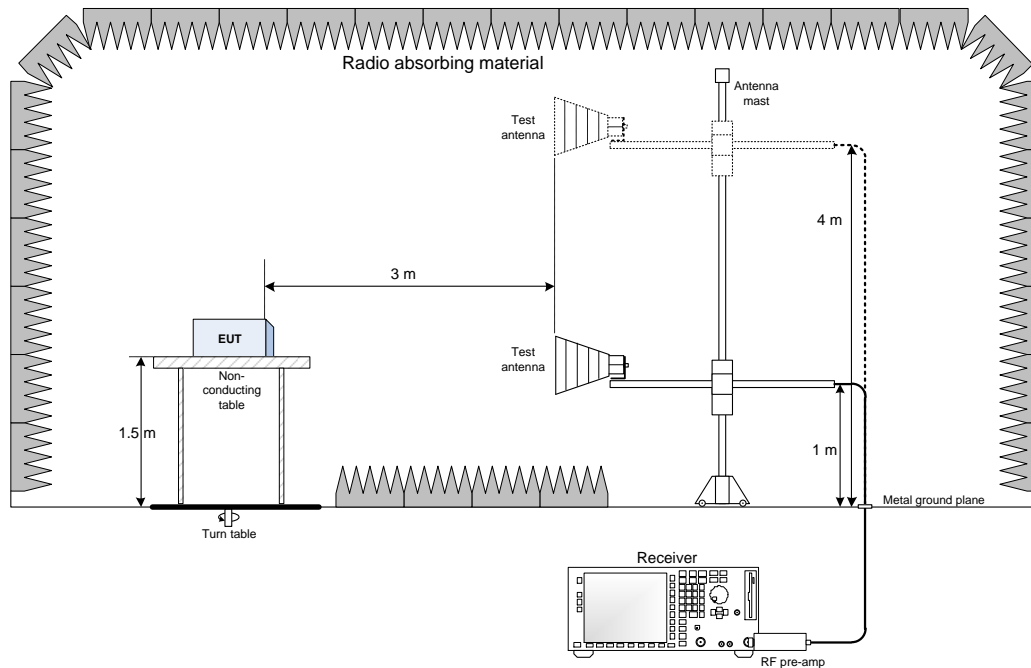 Radio absorbing material
Antenna
mast
Test
antenna
4 m
3 m
EUT
Test
antenna
Non-
conducting
table
1.5 m
1 m
Metal ground plane
Turn table
Receiver
RF pre-amp